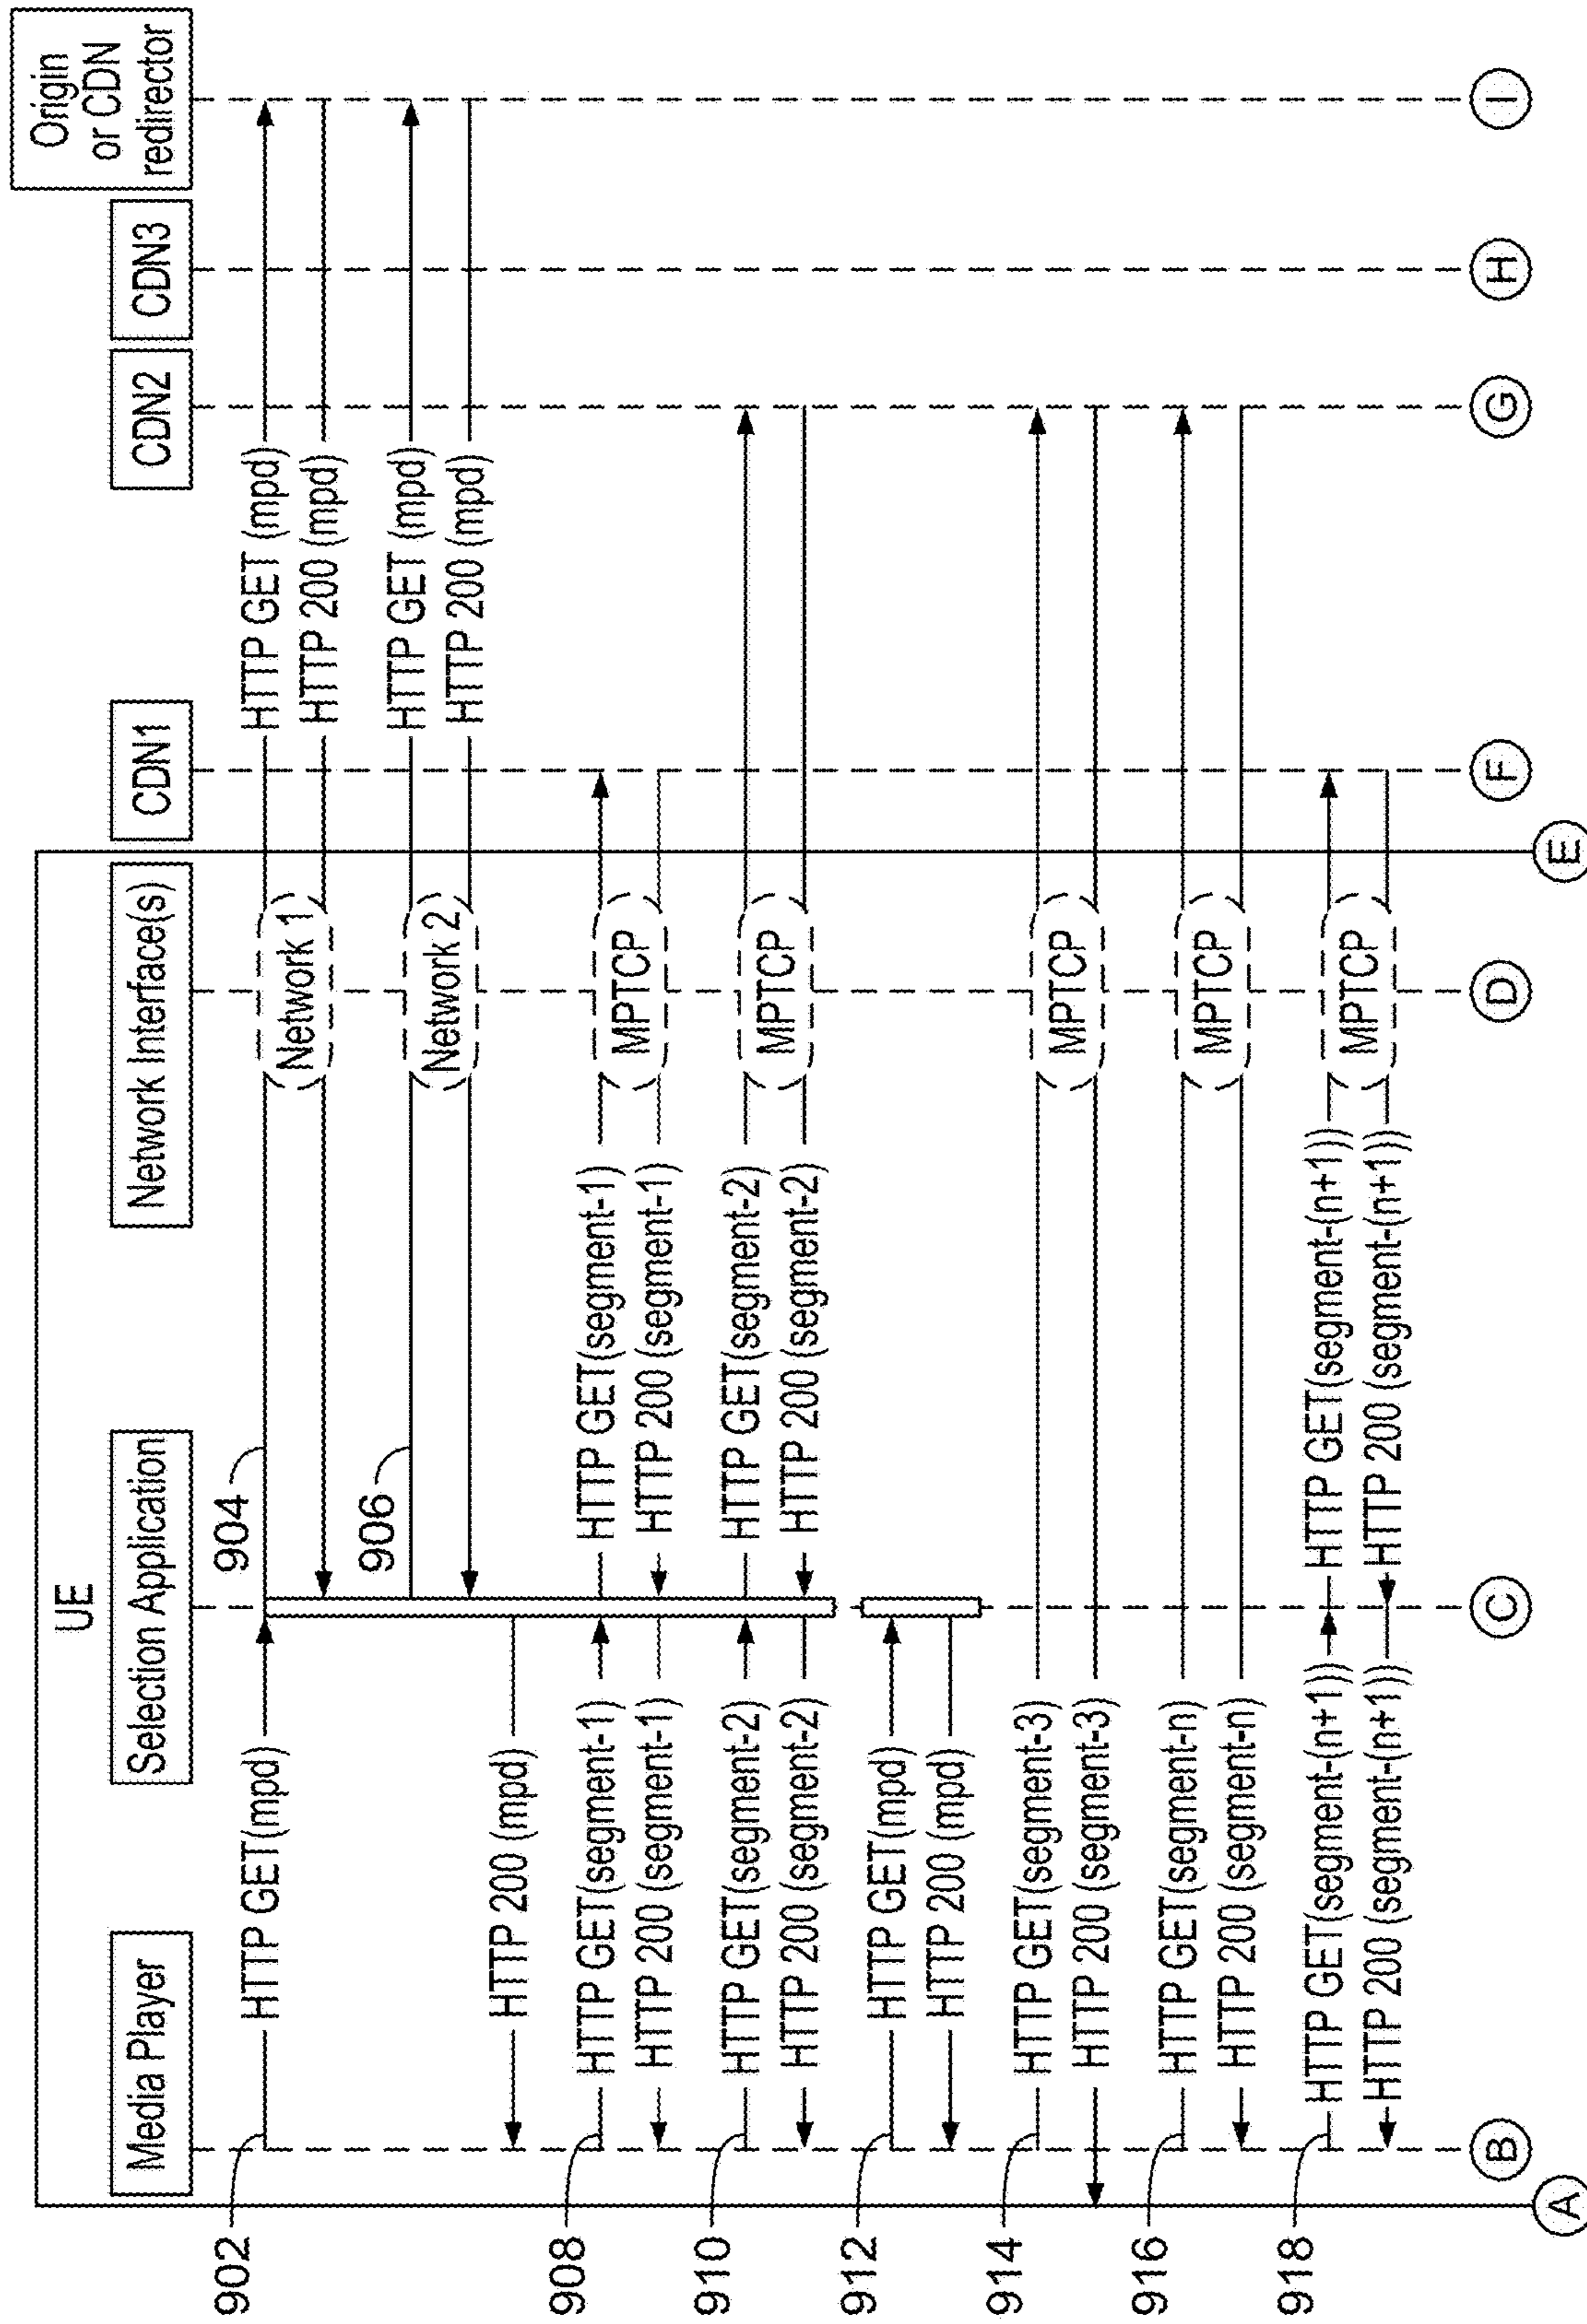 UE
Media Player
Selection Application
Network Interface(s)
CDN1
CDN2
CDN3
Origin
or CDN
redirector
902
HTTP GET(mpd)
904
Network 1
HTTP GET (mpd)
HTTP 200 (mpd)
906
Network 2
HTTP GET (mpd)
HTTP 200 (mpd)
HTTP 200 (mpd)
908
HTTP GET(segment-1)
HTTP GET(segment-1)
HTTP 200 (segment-1)
HTTP 200 (segment-1)
MPTCP
910
HTTP GET(segment-2)
HTTP GET(segment-2)
HTTP 200 (segment-2)
HTTP 200 (segment-2)
MPTCP
912
HTTP GET(mpd)
HTTP 200 (mpd)
914
HTTP GET(segment-3)
HTTP 200 (segment-3)
MPTCP
916
HTTP GET(segment-n)
HTTP 200 (segment-n)
MPTCP
918
HTTP GET(segment-(n+1)))
HTTP GET(segment-(n+1)))
HTTP 200 (segment-(n+1)))
HTTP 200 (segment-(n+1)))
MPTCP
A
B
C
D
E
F
G
H
I